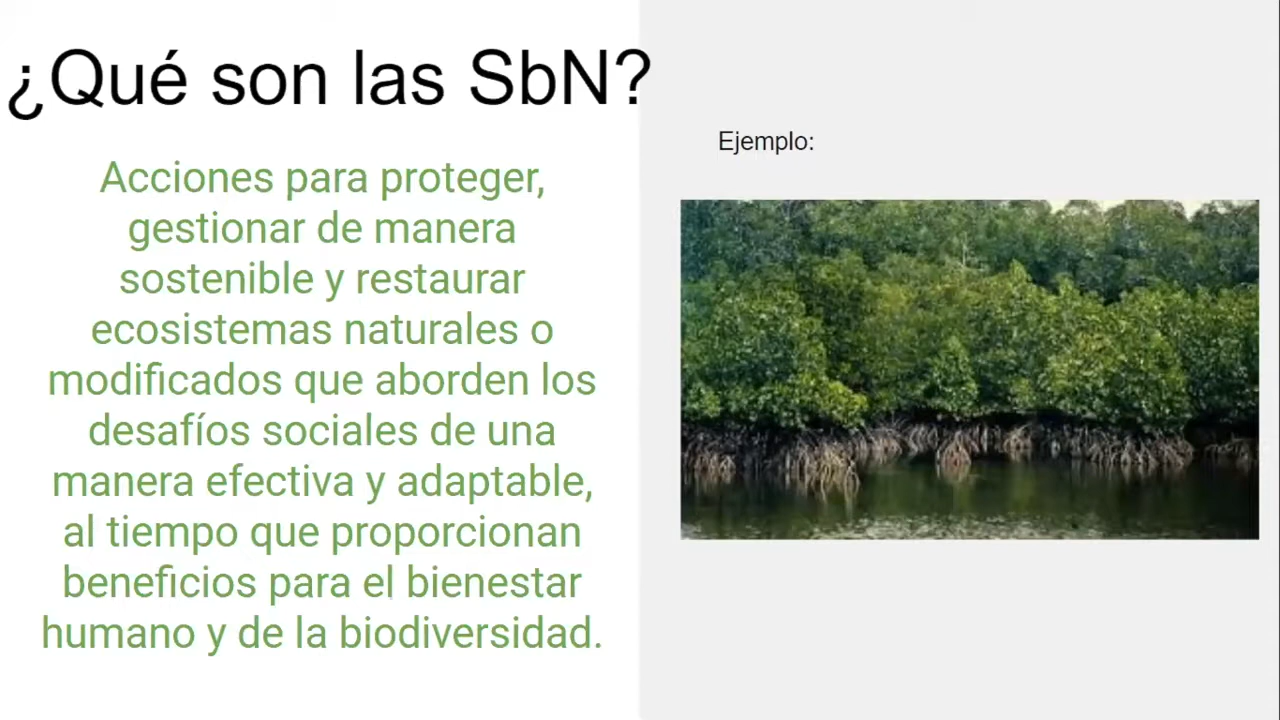 ¿Qué son las SbN?
Acciones para proteger,
gestionar de manera
sostenible y restaurar
ecosistemas naturales o
modificados que aborden los
desafíos sociales de una
manera efectiva y adaptable,
al tiempo que proporcionan
beneficios para el bienestar
humano y de la biodiversidad.
Ejemplo: